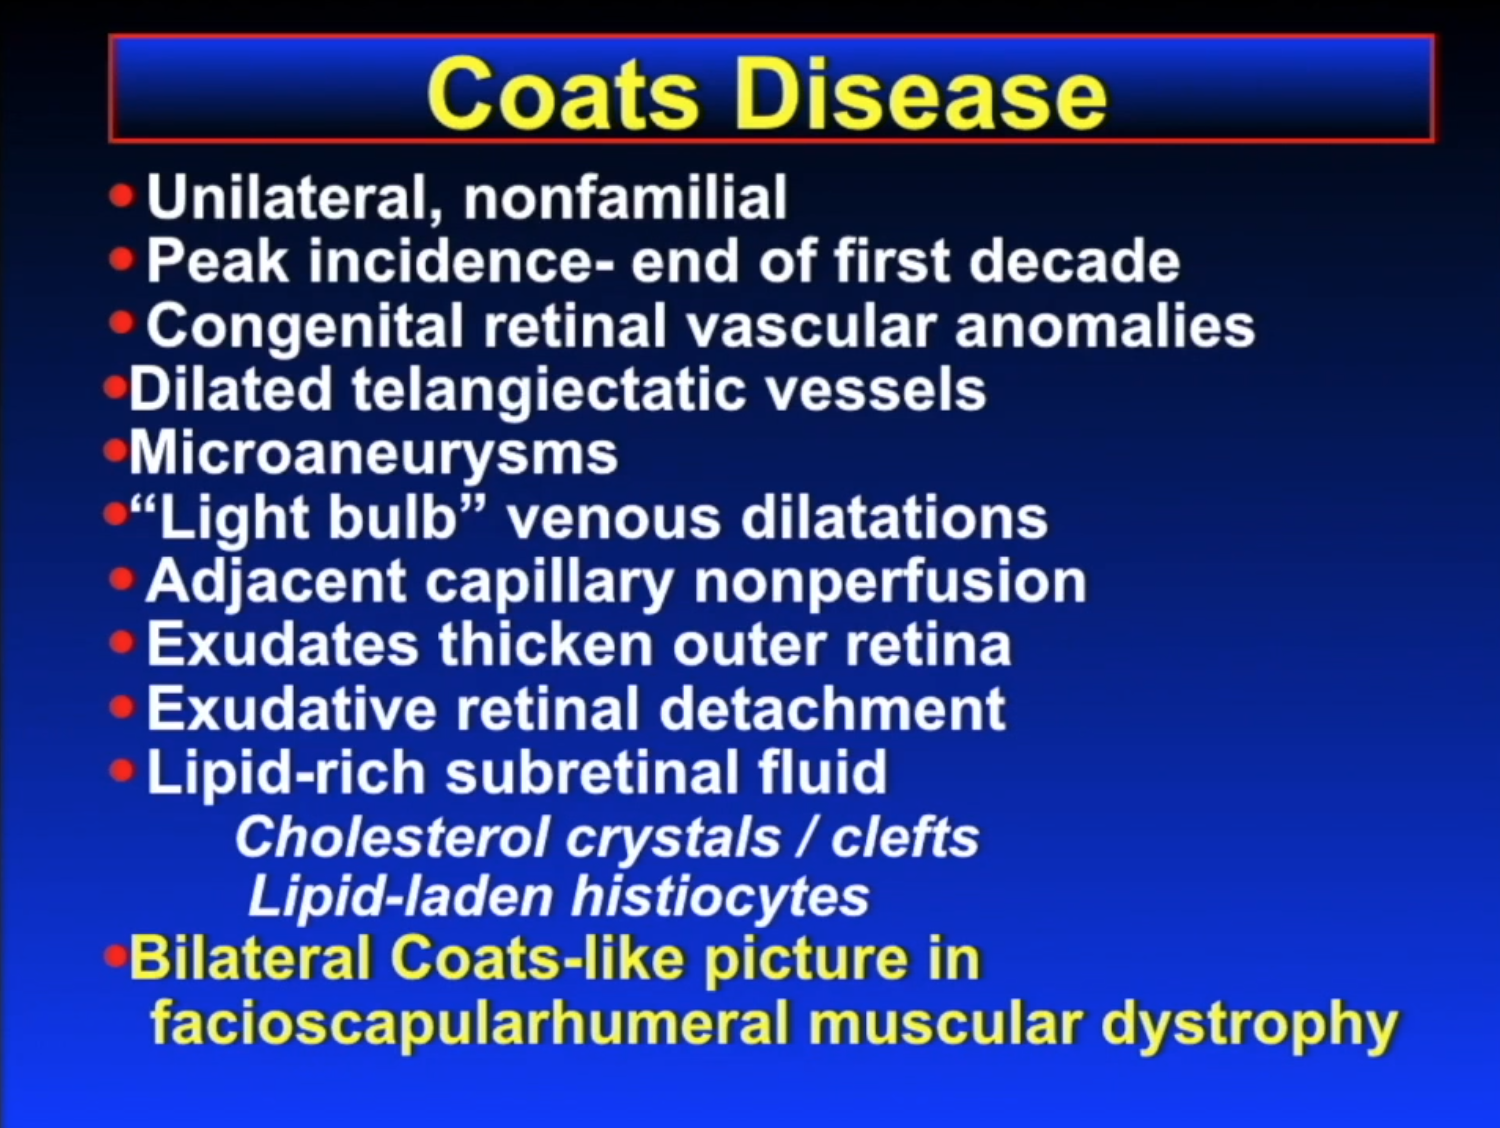 Coats Disease
• Unilateral, nonfamilial
• Peak incidence- end of first decade
• Congenital retinal vascular anomalies
•Dilated telangiectatic vessels
•Microaneurysms
•“Light bulb” venous dilatations
• Adjacent capillary nonperfusion
• Exudates thicken outer retina
• Exudative retinal detachment
• Lipid-rich subretinal fluid
Cholesterol crystals / clefts
Lipid-laden histiocytes
•Bilateral Coats-like picture in
facioscapularhumeral muscular dystrophy